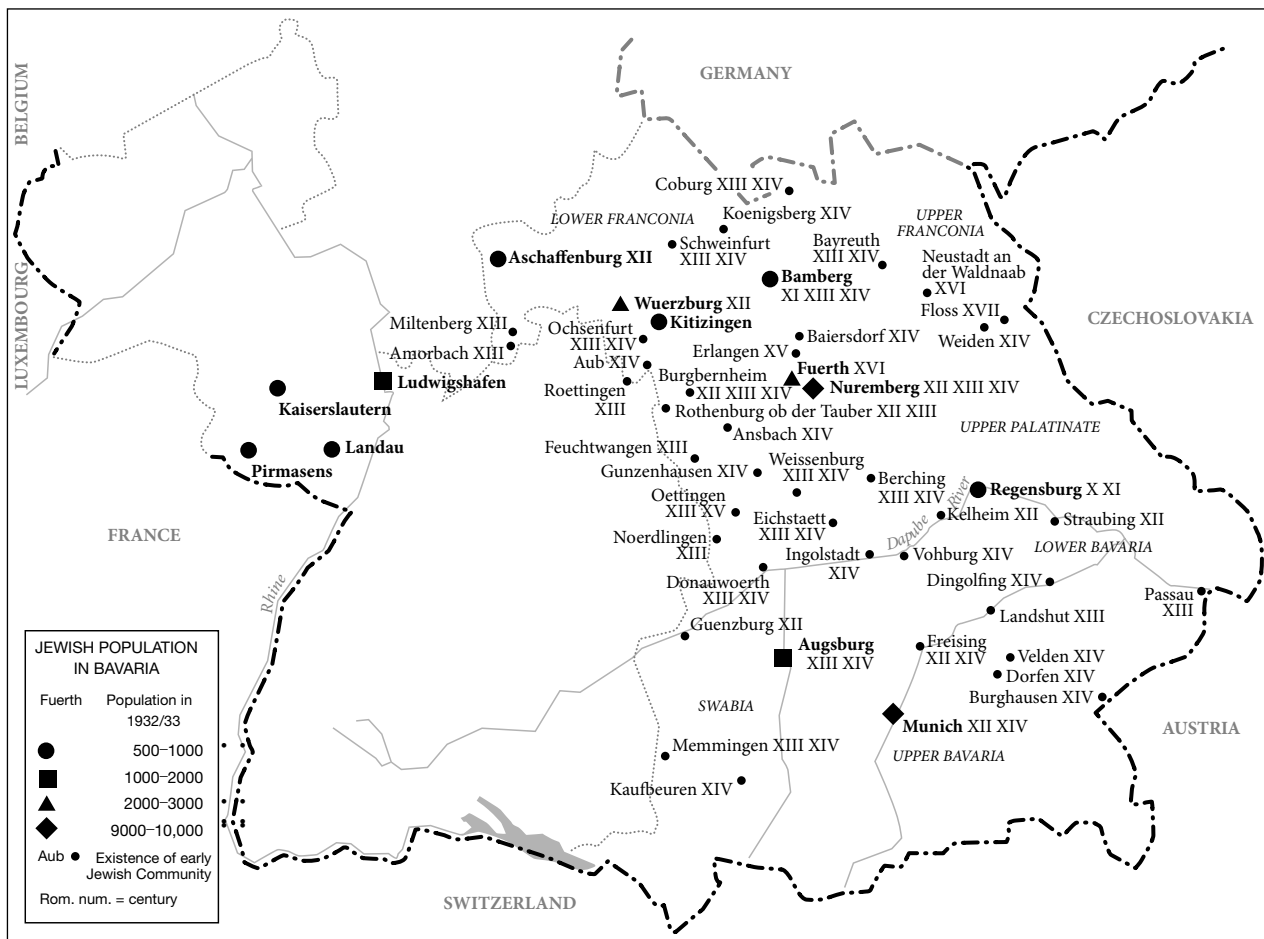 BELGIUM
LUXEMBOURG
GERMANY
CZECHOSLOVAKIA
FRANCE
SWITZERLAND
AUSTRIA
Rhine
Dapube River
LOWER FRANCONIA
UPPER
FRANCONIA
UPPER PALATINATE
LOWER BAVARIA
SWABIA
UPPER BAVARIA
Coburg XIII XIV
Koenigsberg XIV
Schweinfurt
XIII XIV
Bayreuth
XIII XIV
Neustadt an
der Waldnaab
XVI
Aschaffenburg XII
Bamberg
XI XIII XIV
Floss XVII
Weiden XIV
Wuerzburg XII
Kitizingen
Miltenberg XIII
Amorbach XIII
Ochsenfurt
XIII XIV
Aub XIV
Baiersdorf XIV
Erlangen XV
Fuerth XVI
Nuremberg XII XIII XIV
Ludwigshafen
Kaiserslautern
Landau
Pirmasens
Roettingen
XIII
Burgbernheim
XII XIII XIV
Rothenburg ob der Tauber XII XIII
Ansbach XIV
Feuchtwangen XIII
Gunzenhausen XIV
Weissenburg
XIII XIV
Berching
XIII XIV
Regensburg X XI
Oettingen
XIII XV
Eichstaett
XIII XIV
Kelheim XII
Straubing XII
Noerdlingen
XIII
Ingolstadt
XIV
Vohburg XIV
Donauwoerth
XIII XIV
Dingolfing XIV
Passau
XIII
Landshut XIII
Guenzburg XII
Augsburg
XIII XIV
Freising
XII XIV
Velden XIV
Dorfen XIV
Burghausen XIV
Munich XII XIV
Memmingen XIII XIV
Kaufbeuren XIV
JEWISH POPULATION
IN BAVARIA
Fuerth Population in
1932/33
500–1000
1000–2000
2000–3000
9000–10,000
Aub Existence of early
Jewish Community
Rom. num. = century